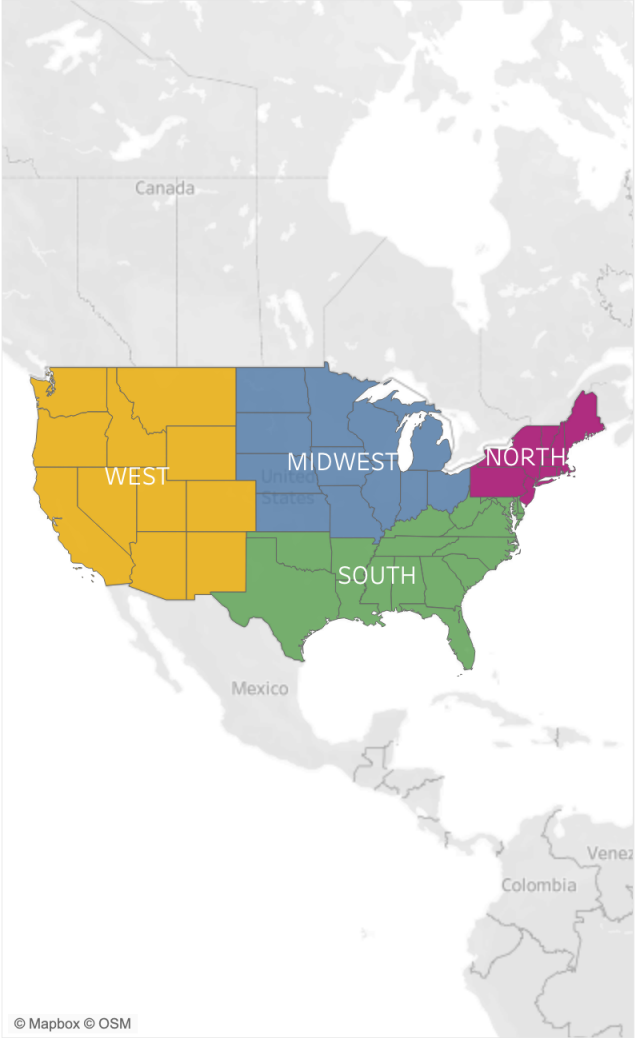 Canada
WEST
MIDWEST
NORTH
United
States
SOUTH
Mexico
Venez
Colombia
© Mapbox © OSM